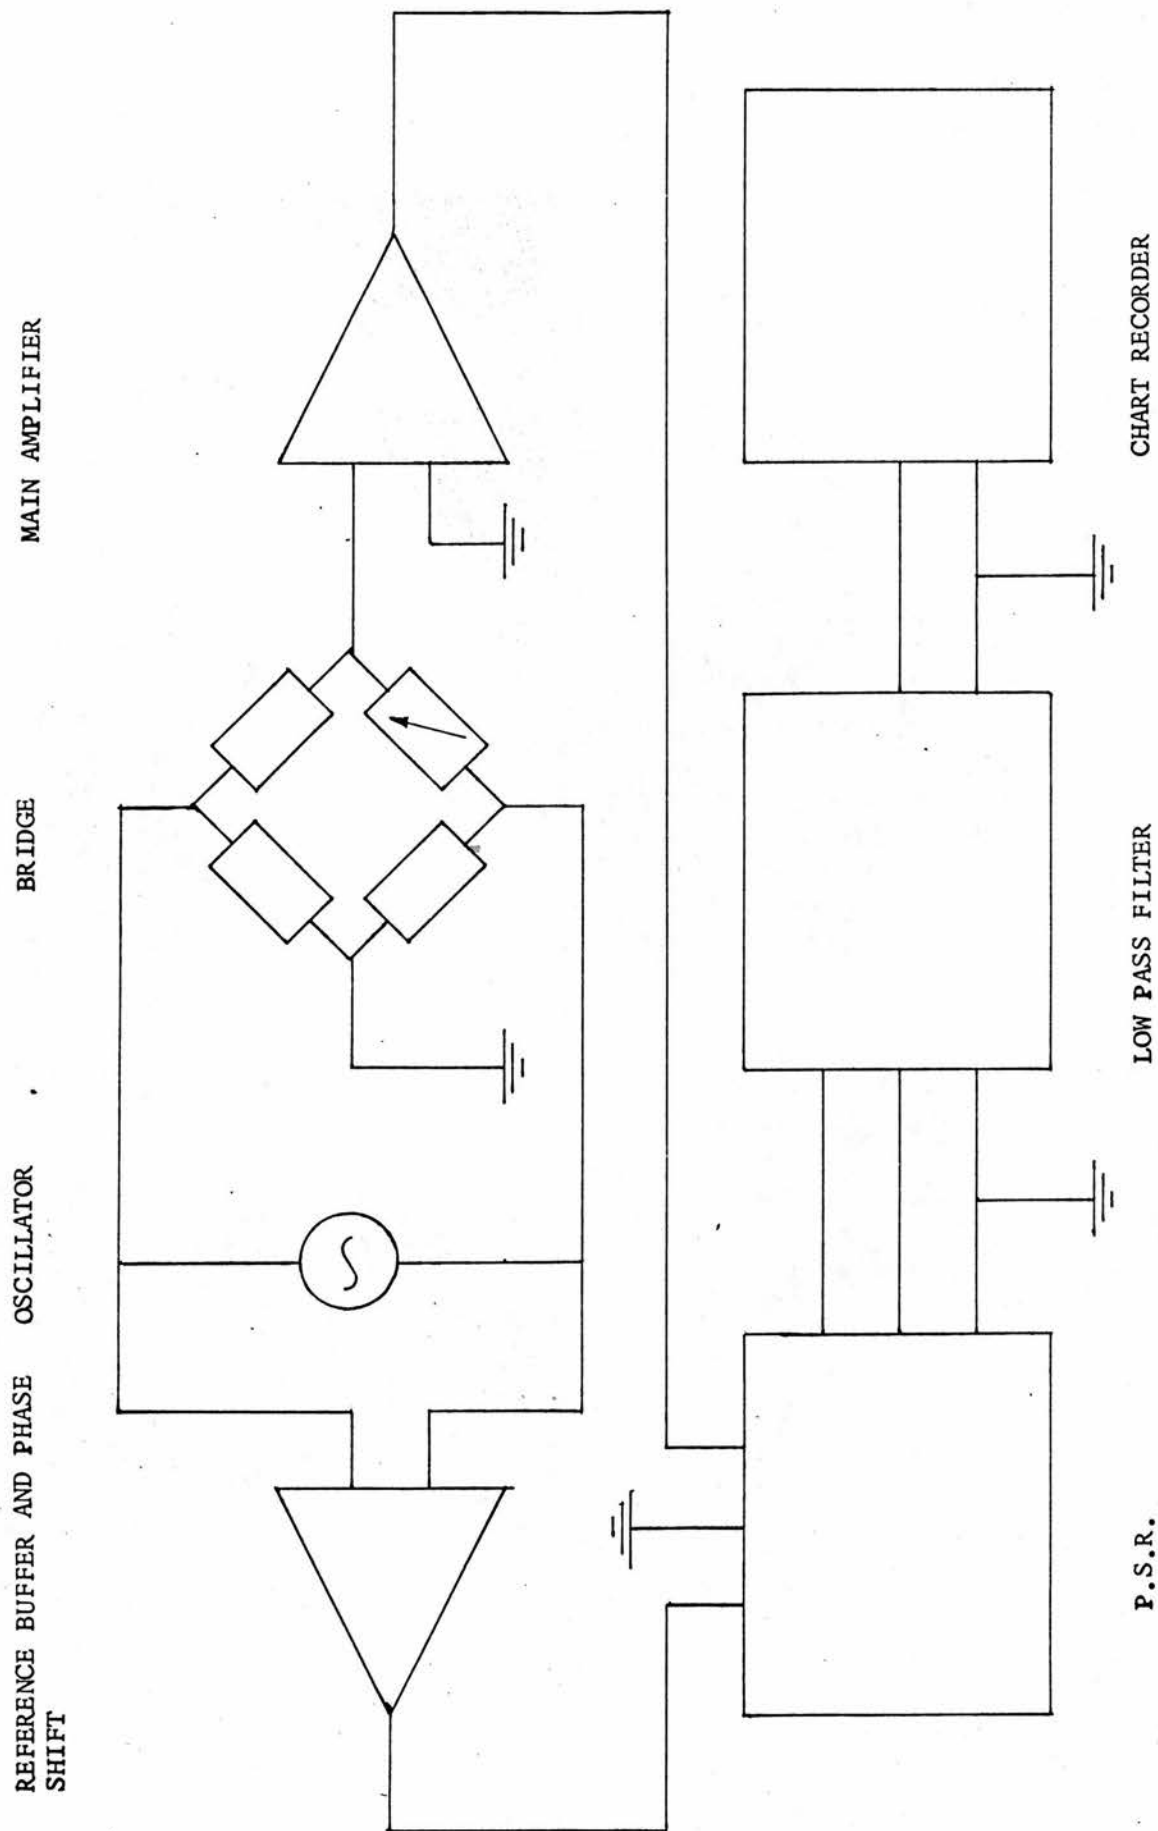 REFERENCE BUFFER AND PHASE
SHIFT
OSCILLATOR
BRIDGE
MAIN AMPLIFIER
P.S.R.
LOW PASS FILTER
CHART RECORDER